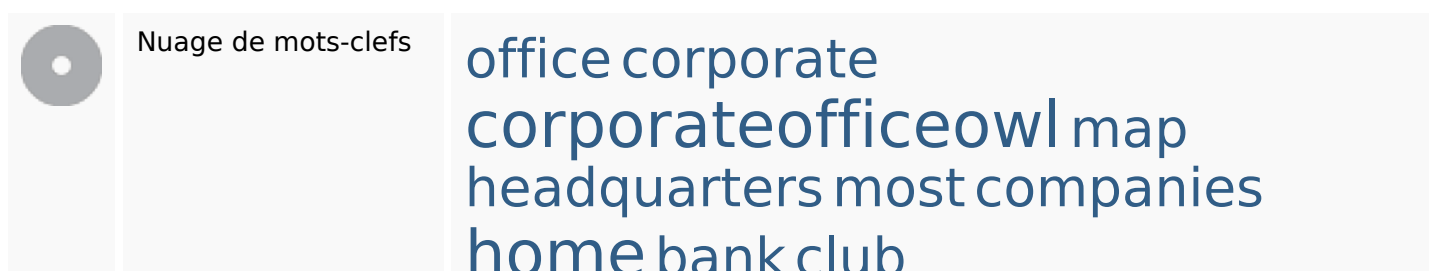 Nuage de mots-clefs
office corporate
corporateofficeowl map
headquarters most companies
home bank club